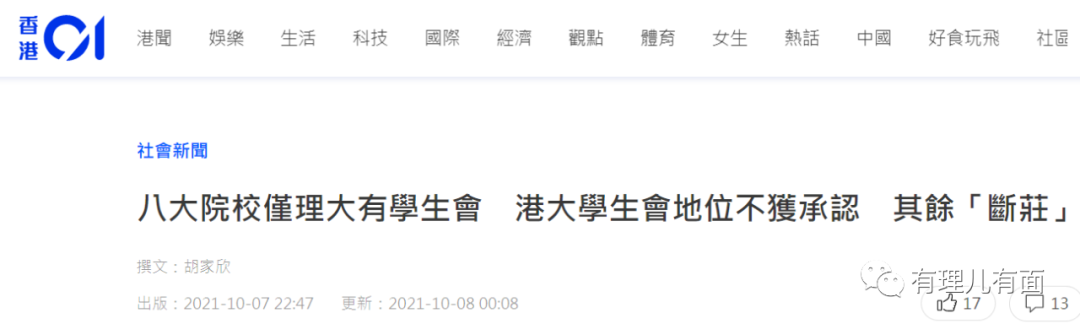 香港01 港聞 娛樂 生活 科技 國際 經濟 觀點 體育 女生 熱話 中國 好食玩飛 社區
社會新聞
八大院校僅理大有學生會 港大學生會地位不獲承認 其餘「斷莊」
撰文：胡家欣
有理儿有面
出版：2021-10-07 22:47 更新：2021-10-08 00:08 17 13